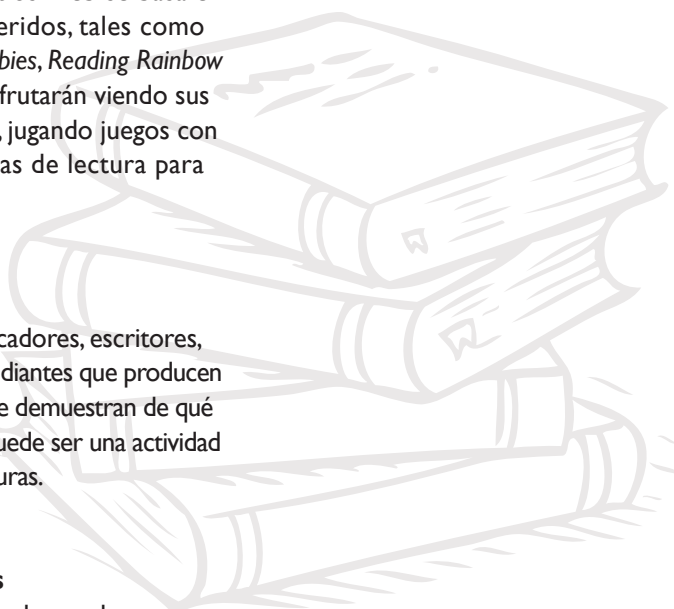 eridos, tales como
bies, Reading Rainbow
frutarán viendo sus
, jugando juegos con
as de lectura para
cadores, escritores,
diantes que producen
e demuestran de qué
uede ser una actividad
uras.
s